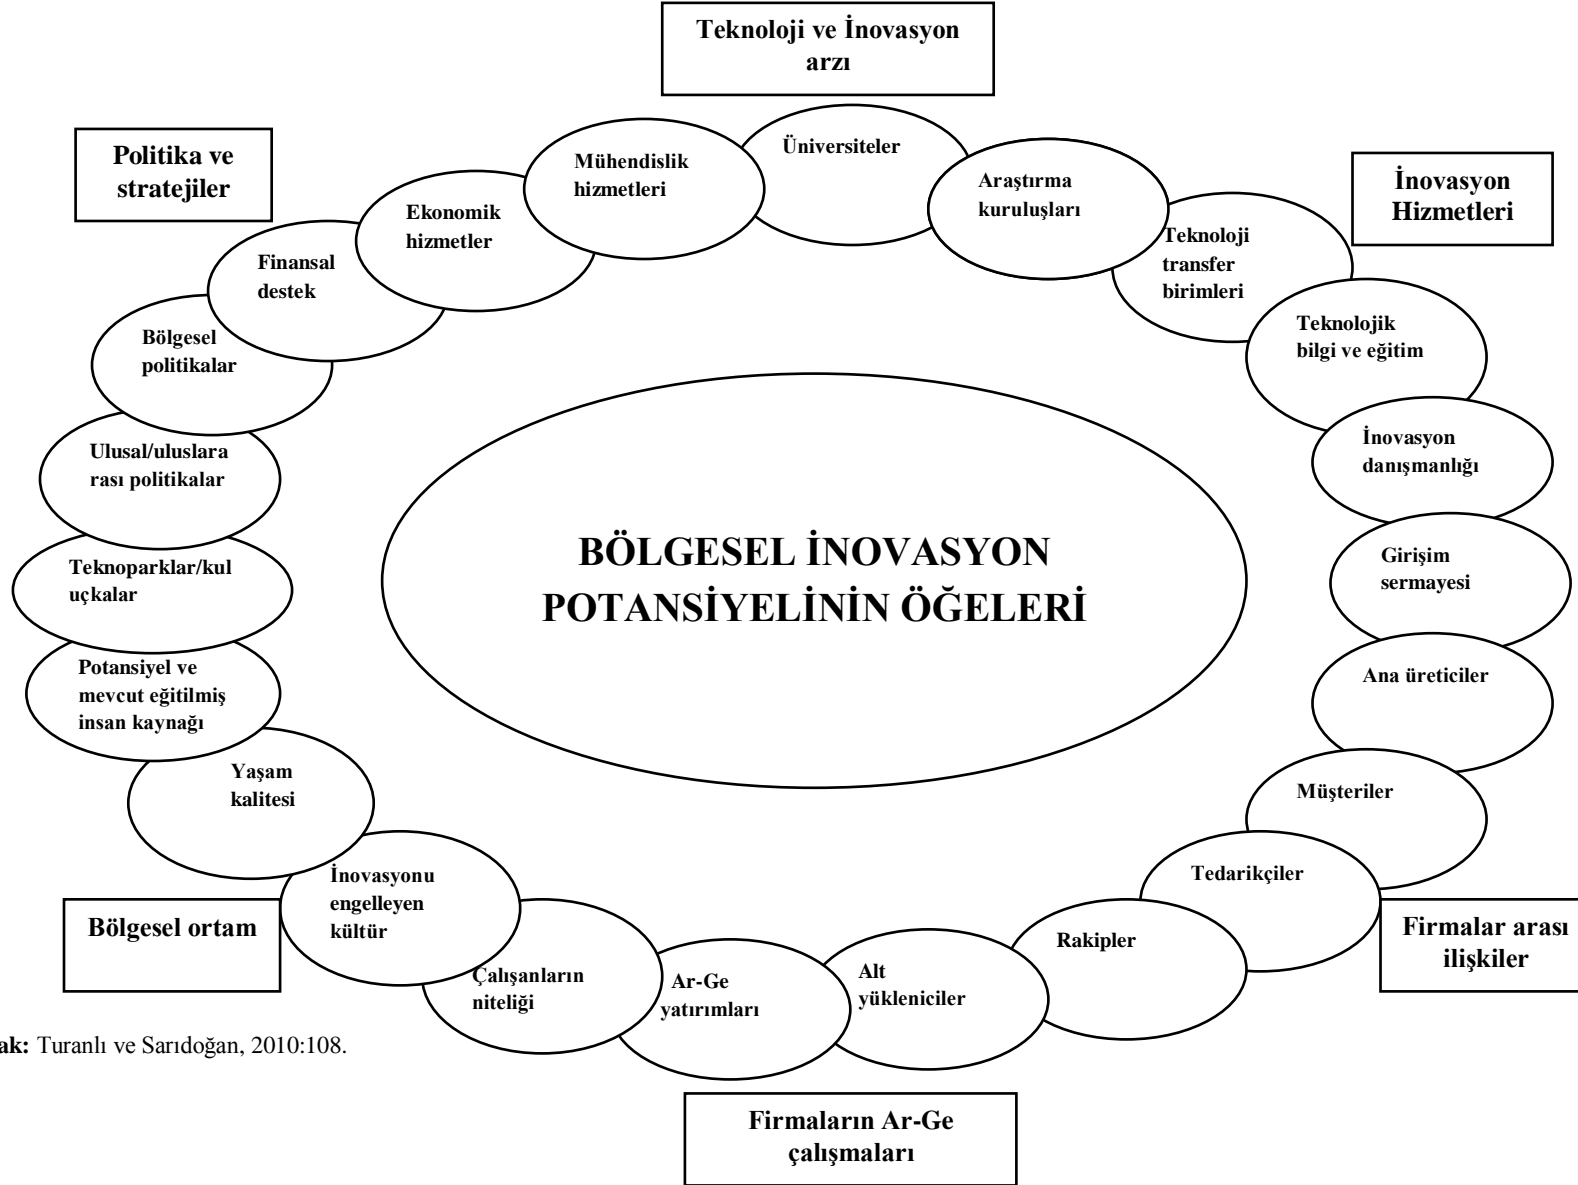 Teknoloji ve İnovasyon
arzı
Politika ve
stratejiler
İnovasyon
Hizmetleri
Üniversiteler
Mühendislik
hizmetleri
Araştırma
kuruluşları
Ekonomik
hizmetler
Teknoloji
transfer
birimleri
Finansal
destek
Teknolojik
bilgi ve eğitim
Bölgesel
politikalar
Ulusal/uluslara
rası politikalar
İnovasyon
danışmanlığı
BÖLGESEL İNOVASYON
POTANSİYELİNİN ÖĞELERİ
Teknoparklar/kul
uçkalar
Girişim
sermayesi
Potansiyel ve
mevcut eğitilmiş
insan kaynağı
Ana üreticiler
Yaşam
kalitesi
Müşteriler
İnovasyonu
engelleyen
kültür
Tedarikçiler
Bölgesel ortam
Firmalar arası
ilişkiler
Çalışanların
niteliği
Ar-Ge
yatırımları
Alt
yükleniciler
Rakipler
ak: Turanlı ve Sarıdoğan, 2010:108.
Firmaların Ar-Ge
çalışmaları